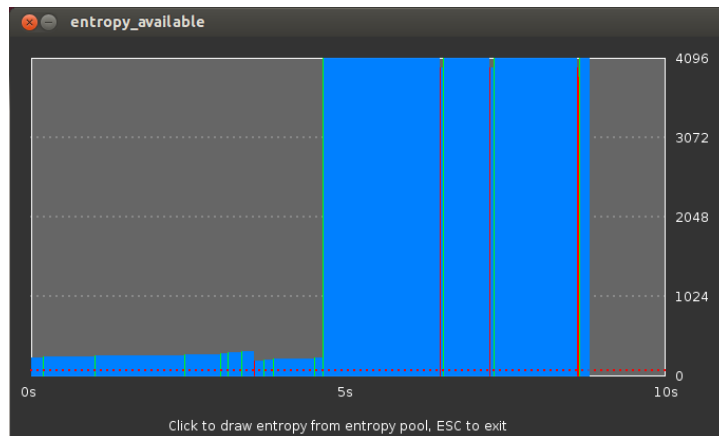 entropy_available
4096
3072
2048
1024
0
0s 5s 10s
Click to draw entropy from entropy pool, ESC to exit